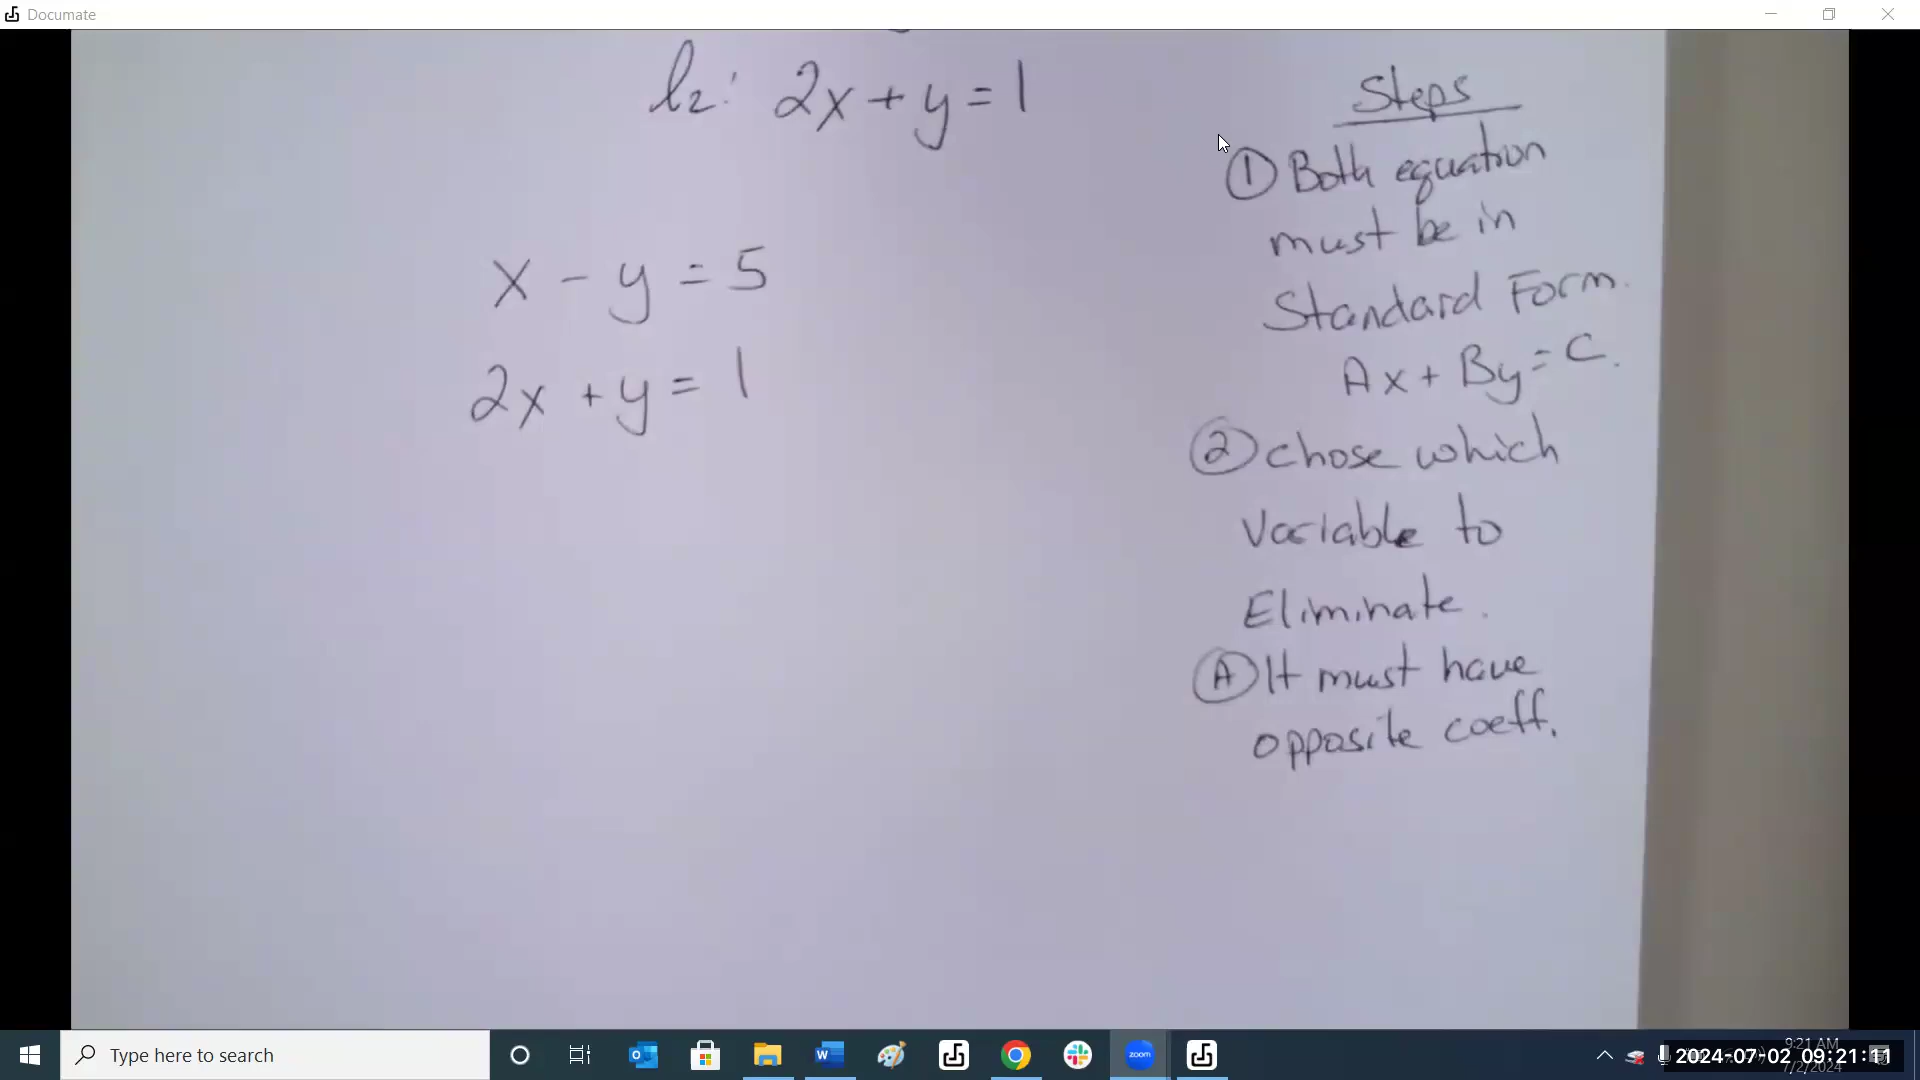 Documate
l2: 2x + y = 1
x - y = 5
2x + y = 1
Steps
① Both equation
must be in
Standard Form.
Ax + By = C.
② chose which
Variable to
Eliminate.
Ⓐ It must have
opposite coeff.
Type here to search
zoom
9:21 AM
7/2/2024
2024-07-02 09:21:11